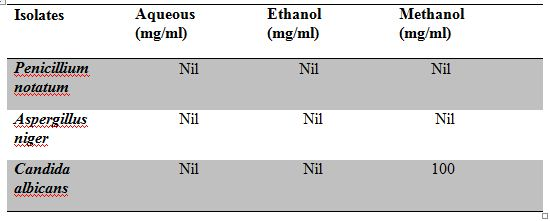 Isolates Aqueous (mg/ml) Ethanol (mg/ml) Methanol (mg/ml)
Penicillium notatum Nil Nil Nil
Aspergillus niger Nil Nil Nil
Candida albicans Nil Nil 100